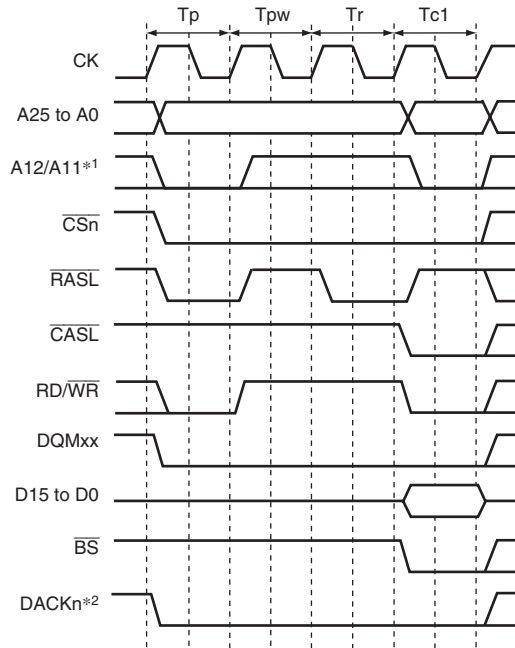 Tp Tpw Tr Tc1
CK
A25 to A0
A12/A11*1
CSn
RASL
CASL
RD/WR
DQMxx
D15 to D0
BS
DACKn*2